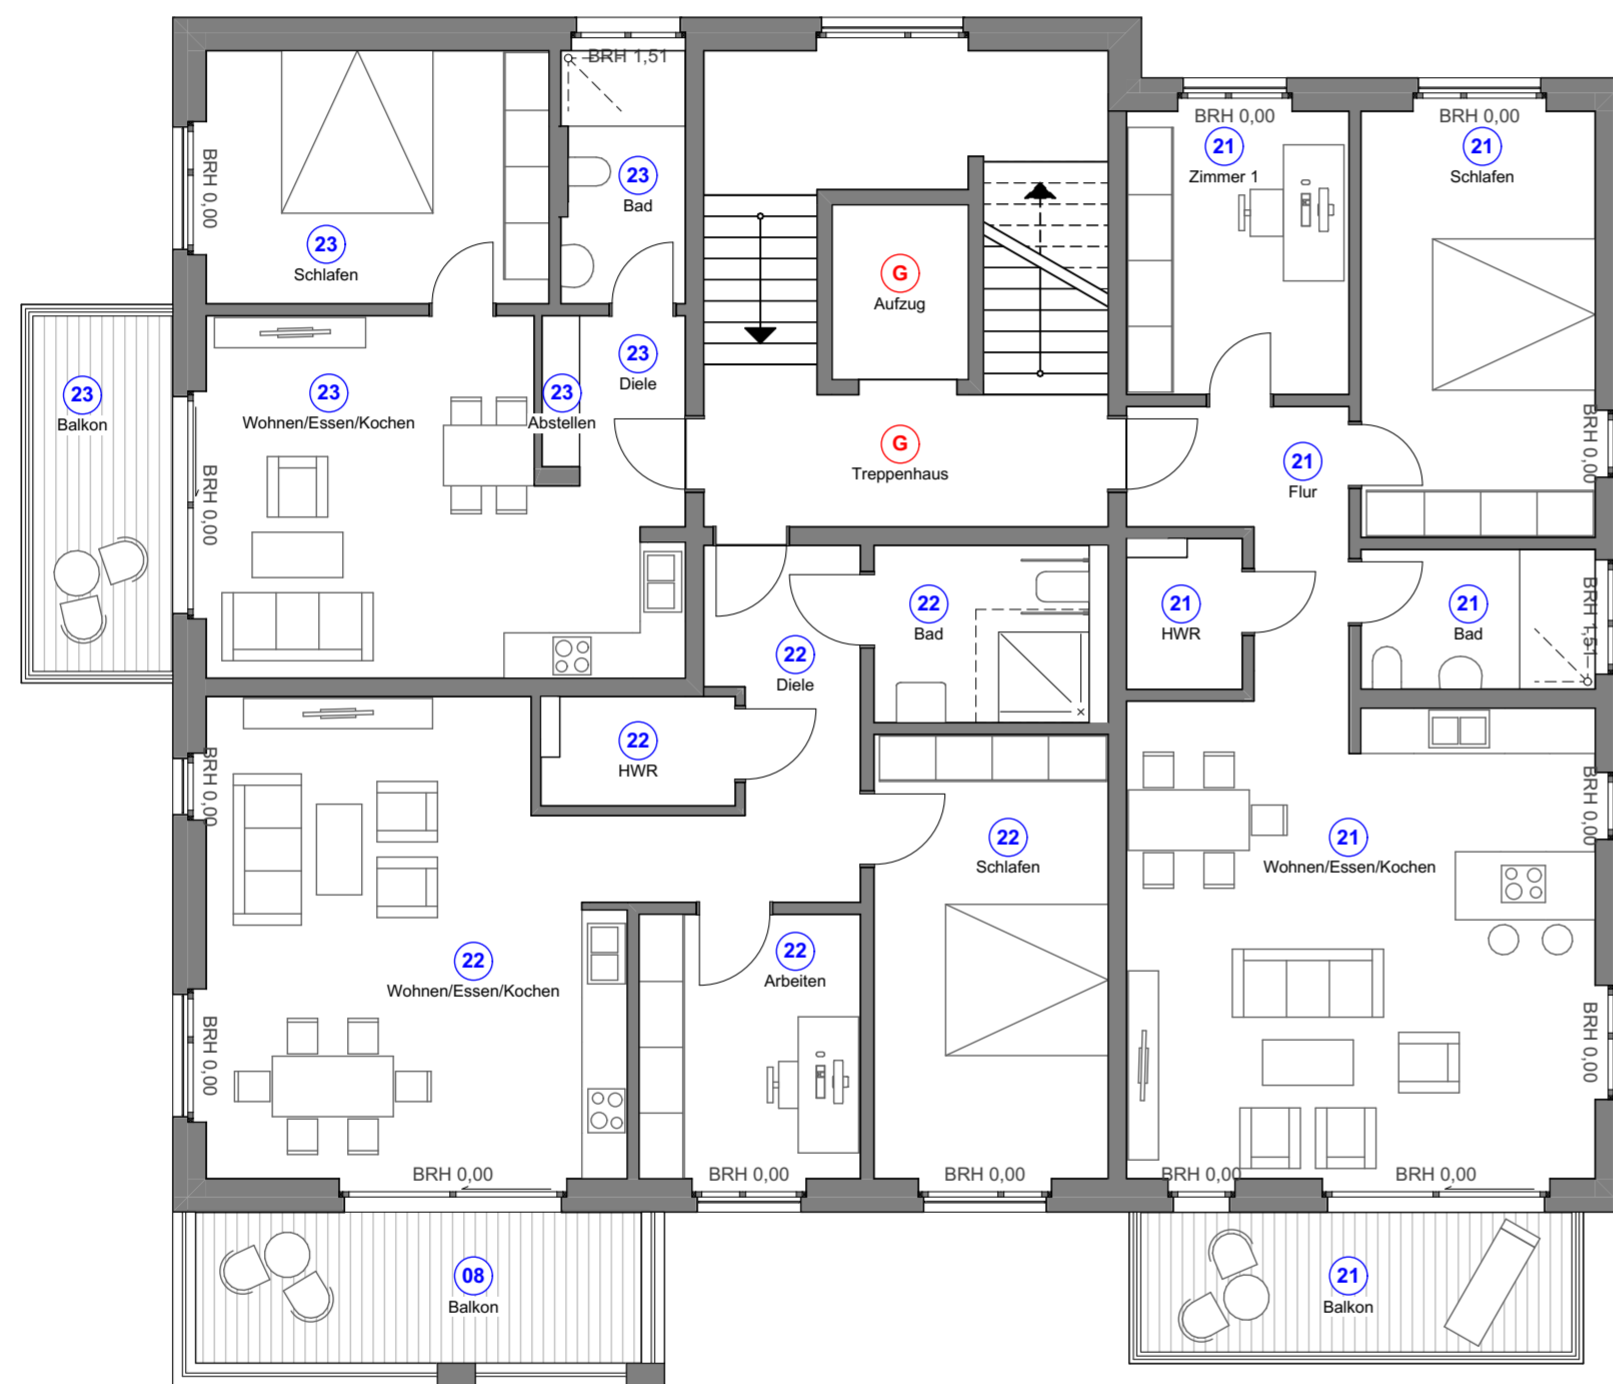 BRH 1,51
BRH 0,00
23
Schlafen
23
Bad
BRH 0,00
21
Zimmer 1
BRH 0,00
21
Schlafen
G
Aufzug
23
Balkon
23
Wohnen/Essen/Kochen
23
Abstellen
23
Diele
BRH 0,00
G
Treppenhaus
21
Flur
BRH 0,00
22
Diele
22
Bad
21
HWR
21
Bad
BRH 1,51
22
HWR
BRH 0,00
22
Schlafen
21
Wohnen/Essen/Kochen
BRH 0,00
22
Wohnen/Essen/Kochen
22
Arbeiten
BRH 0,00
BRH 0,00
BRH 0,00
BRH 0,00
BRH 0,00
BRH 0,00
BRH 0,00
08
Balkon
21
Balkon